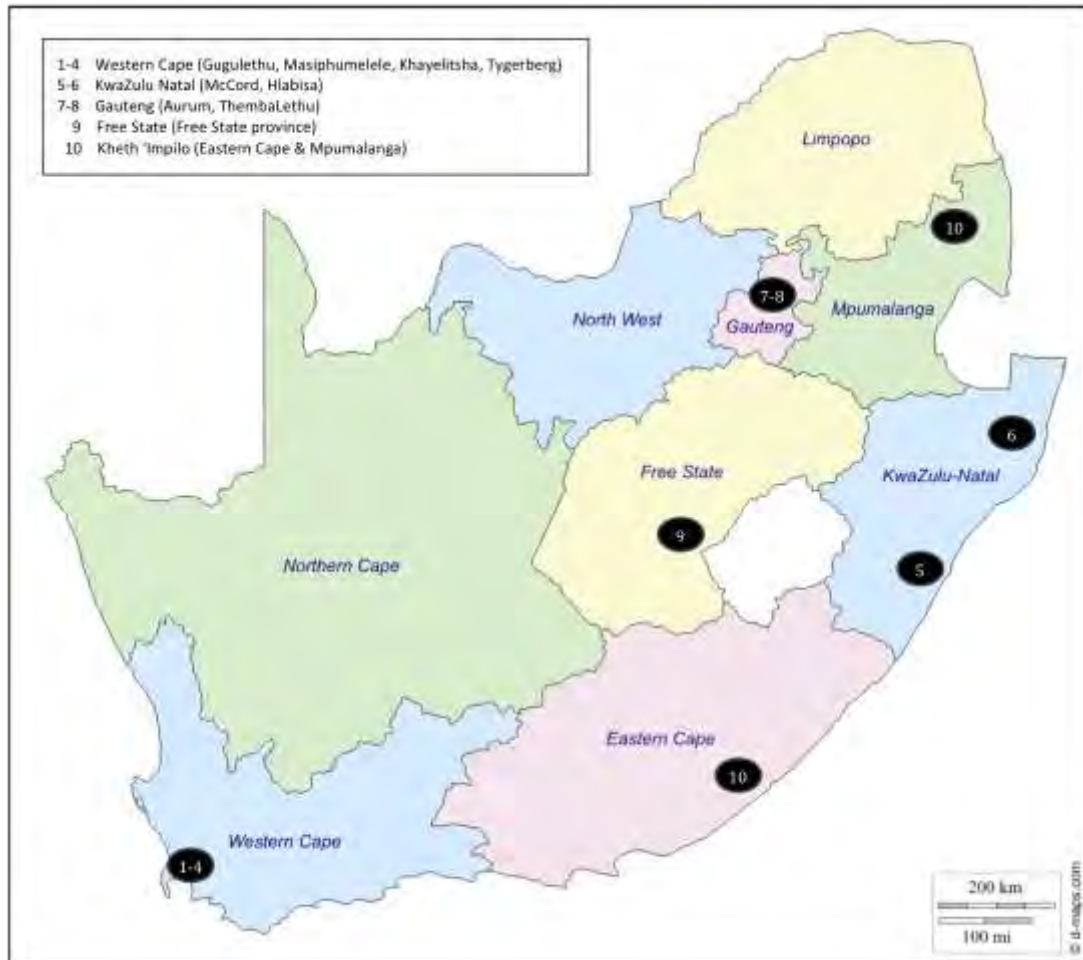 1-4 Western Cape (Gugulethu, Masiphumelele, Khayelitsha, Tygerberg)
5-6 KwaZulu Natal (McCord, Hlabisa)
7-8 Gauteng (Aurum, ThembaLethu)
9 Free State (Free State province)
10 Kheth 'Impilo (Eastern Cape & Mpumalanga)
Limpopo
10
7-8
North West
Gauteng
Mpumalanga
6
Free State
KwaZulu-Natal
9
Northern Cape
5
Eastern Cape
10
Western Cape
1-4
200 km
100 mi
© d-maps.com